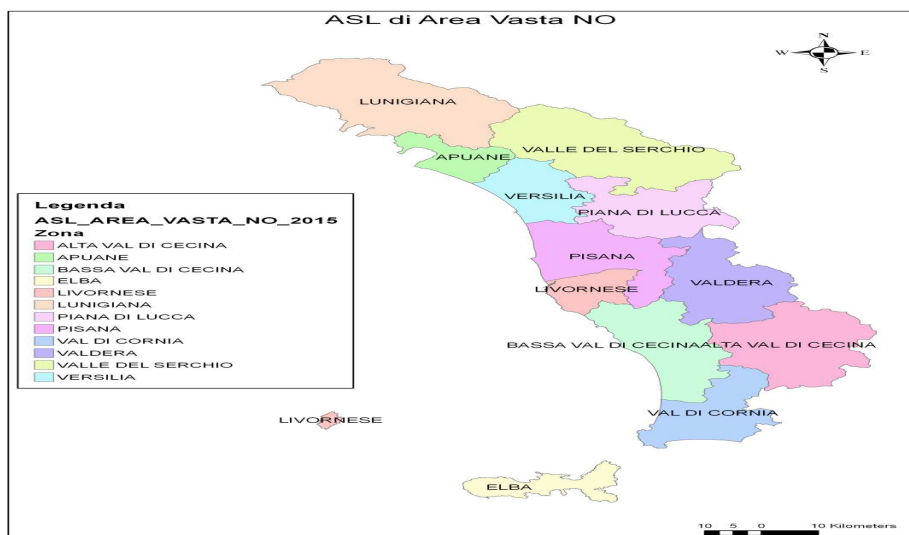 ASL di Area Vasta NO
N
W E
S
LUNIGIANA
VALLE DEL SERCHIO
APUANE
VERSILIA
PIANA DI LUCCA
PISANA
LIVORNESE
VALDERA
BASSA VAL DI CECINA
ALTA VAL DI CECINA
VAL DI CORNIA
LIVORNESE
ELBA
Legenda
ASL_AREA_VASTA_NO_2015
Zona
ALTA VAL DI CECINA
APUANE
BASSA VAL DI CECINA
ELBA
LIVORNESE
LUNIGIANA
PIANA DI LUCCA
PISANA
VAL DI CORNIA
VALDERA
VALLE DEL SERCHIO
VERSILIA
10 5 0 10 Kilometers